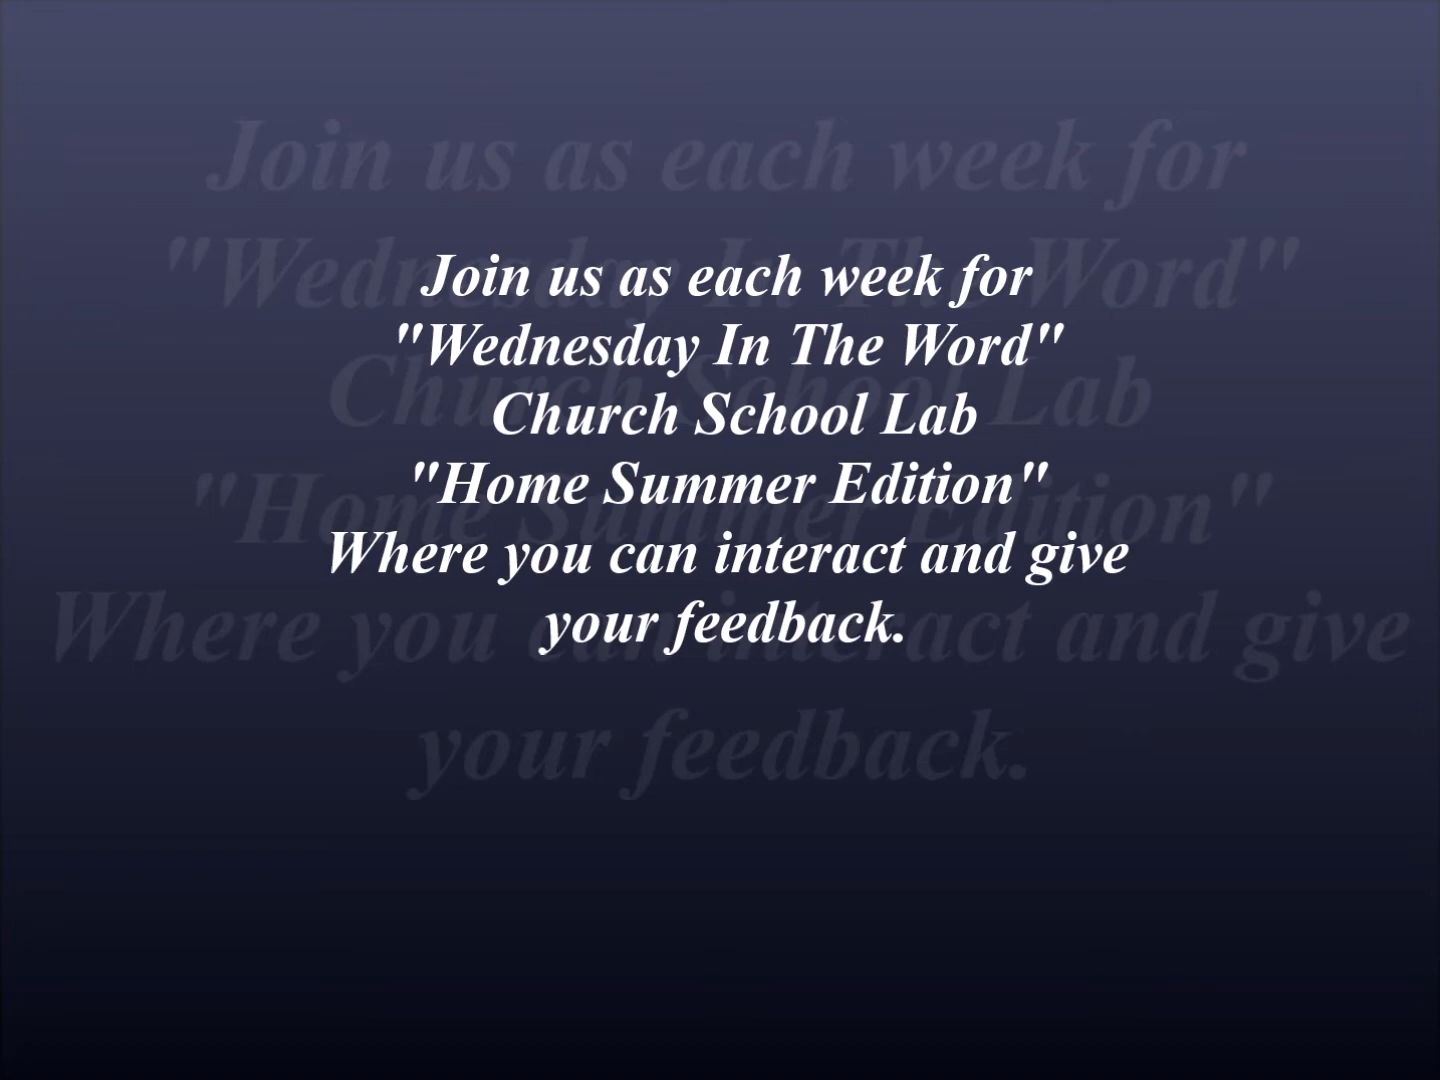 Join us as each week for
"Wednesday In The Word"
Church School Lab
"Home Summer Edition"
Where you can interact and give
your feedback.